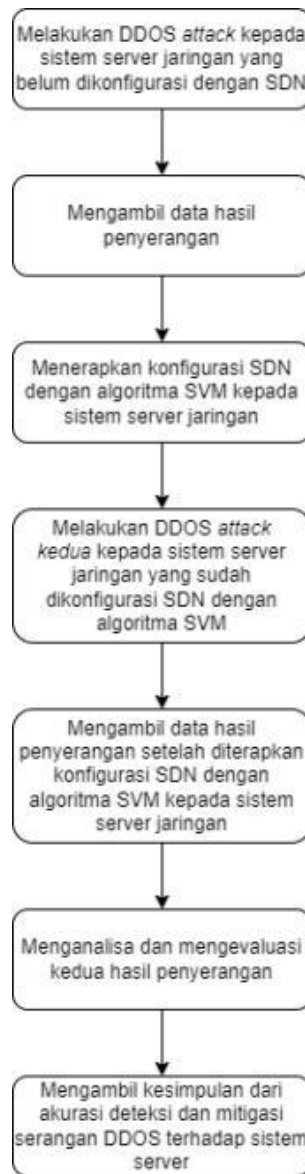 Melakukan DDOS attack kepada
sistem server jaringan yang
belum dikonfigurasi dengan SDN
Mengambil data hasil
penyerangan
Menerapkan konfigurasi SDN
dengan algoritma SVM kepada
sistem server jaringan
Melakukan DDOS attack
kedua kepada sistem server
jaringan yang sudah
dikonfigurasi SDN dengan
algoritma SVM
Mengambil data hasil
penyerangan setelah diterapkan
konfigurasi SDN dengan
algoritma SVM kepada sistem
server jaringan
Menganalisa dan mengevaluasi
kedua hasil penyerangan
Mengambil kesimpulan dari
akurasi deteksi dan mitigasi
serangan DDOS terhadap sistem
server